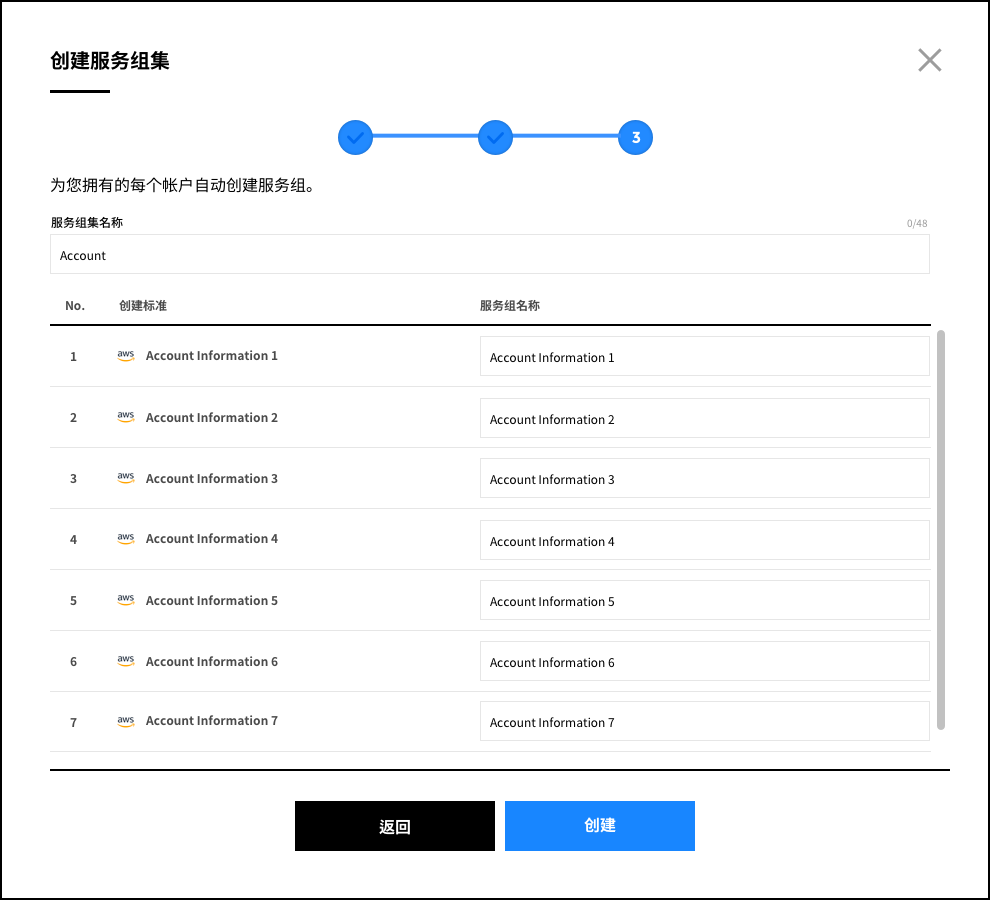 创建服务组集
3
为您拥有的每个帐户自动创建服务组。
服务组集名称 0/48
Account
No. 创建标准 服务组名称
1 aws Account Information 1 Account Information 1
2 aws Account Information 2 Account Information 2
3 aws Account Information 3 Account Information 3
4 aws Account Information 4 Account Information 4
5 aws Account Information 5 Account Information 5
6 aws Account Information 6 Account Information 6
7 aws Account Information 7 Account Information 7
返回 创建